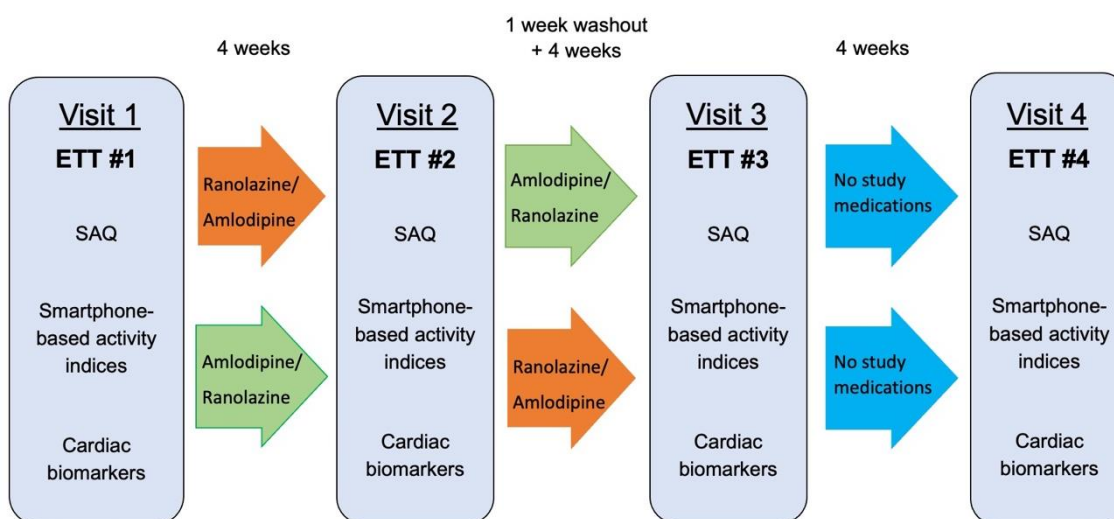 4 weeks
1 week washout
+ 4 weeks
4 weeks
Visit 1
ETT #1
SAQ
Smartphone-
based activity
indices
Cardiac
biomarkers
Ranolazine/
Amlodipine
Amlodipine/
Ranolazine
Visit 2
ETT #2
SAQ
Smartphone-
based activity
indices
Cardiac
biomarkers
Amlodipine/
Ranolazine
Ranolazine/
Amlodipine
Visit 3
ETT #3
SAQ
Smartphone-
based activity
indices
Cardiac
biomarkers
No study
medications
No study
medications
Visit 4
ETT #4
SAQ
Smartphone-
based activity
indices
Cardiac
biomarkers